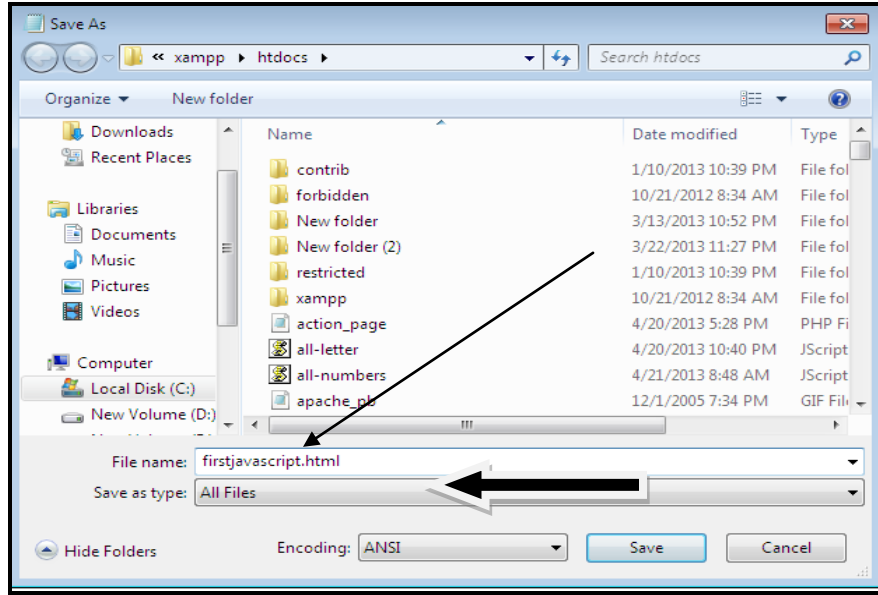 Save As
« xampp htdocs Search htdocs
Organize New folder
Downloads
Recent Places
Libraries
Documents
Music
Pictures
Videos
Computer
Local Disk (C:)
New Volume (D:)
Name Date modified Type
contrib 1/10/2013 10:39 PM File fol
forbidden 10/21/2012 8:34 AM File fol
New folder 3/13/2013 10:52 PM File fol
New folder (2) 3/22/2013 11:27 PM File fol
restricted 1/10/2013 10:39 PM File fol
xampp 10/21/2012 8:34 AM File fol
action_page 4/20/2013 5:28 PM PHP Fi
all-letter 4/20/2013 10:40 PM JScript
all-numbers 4/21/2013 8:48 AM JScript
apache_pb 12/1/2005 7:34 PM GIF File
File name: firstjavascript.html
Save as type: All Files
Hide Folders Encoding: ANSI Save Cancel